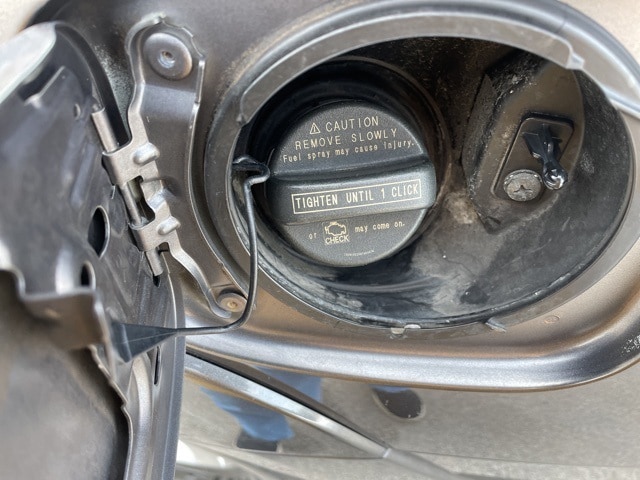 ⚠ CAUTION
REMOVE SLOWLY
Fuel spray may cause injury.
TIGHTEN UNTIL 1 CLICK
or CHECK may come on.